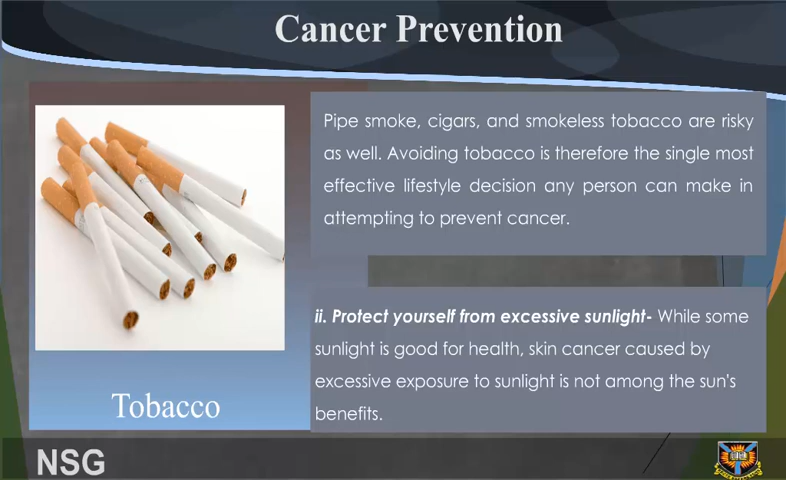 Cancer Prevention
Pipe smoke, cigars, and smokeless tobacco are risky
as well. Avoiding tobacco is therefore the single most
effective lifestyle decision any person can make in
attempting to prevent cancer.
ii. Protect yourself from excessive sunlight- While some
sunlight is good for health, skin cancer caused by
excessive exposure to sunlight is not among the sun's
benefits.
Tobacco
NSG